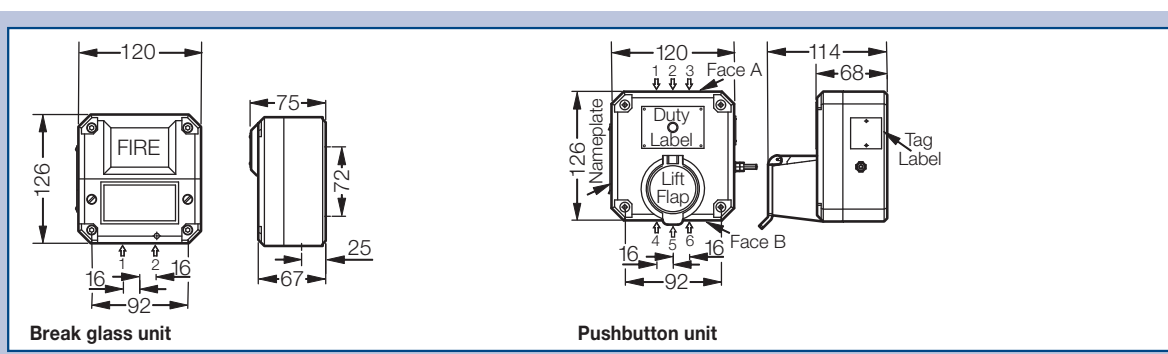 120
126
FIRE
1 2
16 16
92
75
72
25
67
Break glass unit
120
1 2 3 Face A
Nameplate
126
Duty
Label
Lift
Flap
4 5 6 Face B
16 16
92
114
68
Tag
Label
Pushbutton unit